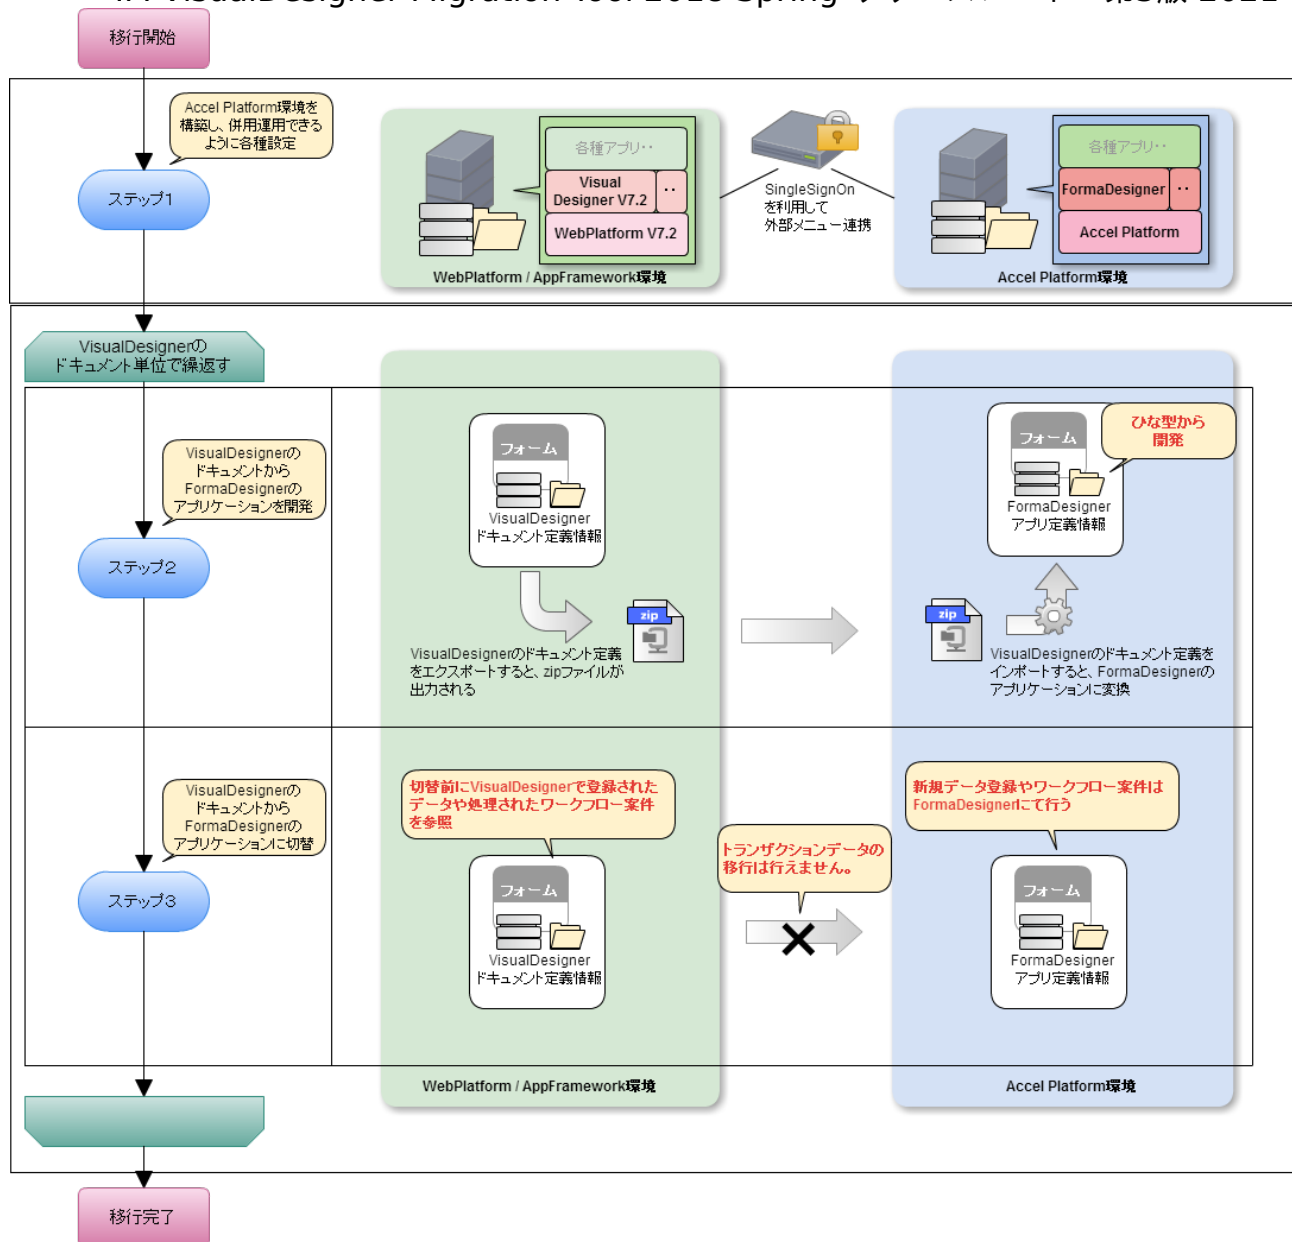 VisualDesigner Migration Tool 2018 Spring
移行開始
Accel Platform環境を
構築し、併用運用できる
ように各種設定
ステップ1
各種アプリ‥
Visual
Designer V7.2
‥
WebPlatform V7.2
WebPlatform / AppFramework環境
SingleSignOn
を利用して
外部メニュー連携
各種アプリ‥
FormaDesigner
‥
Accel Platform
Accel Platform環境
VisualDesignerの
ドキュメント単位で繰返す
VisualDesignerの
ドキュメントから
FormaDesignerの
アプリケーションを開発
ステップ2
フォーム
VisualDesigner
ドキュメント定義情報
zip
VisualDesignerのドキュメント定義
をエクスポートすると、zipファイルが
出力される
ひな型から
開発
フォーム
FormaDesigner
アプリ定義情報
zip
VisualDesignerのドキュメント定義を
インポートすると、FormaDesignerの
アプリケーションに変換
VisualDesignerの
ドキュメントから
FormaDesignerの
アプリケーションに切替
ステップ3
切替前にVisualDesignerで登録された
データや処理されたワークフロー案件
を参照
フォーム
VisualDesigner
ドキュメント定義情報
トランザクションデータの
移行は行えません。
新規データ登録やワークフロー案件は
FormaDesignerにて行う
フォーム
FormaDesigner
アプリ定義情報
WebPlatform / AppFramework環境
Accel Platform環境
移行完了